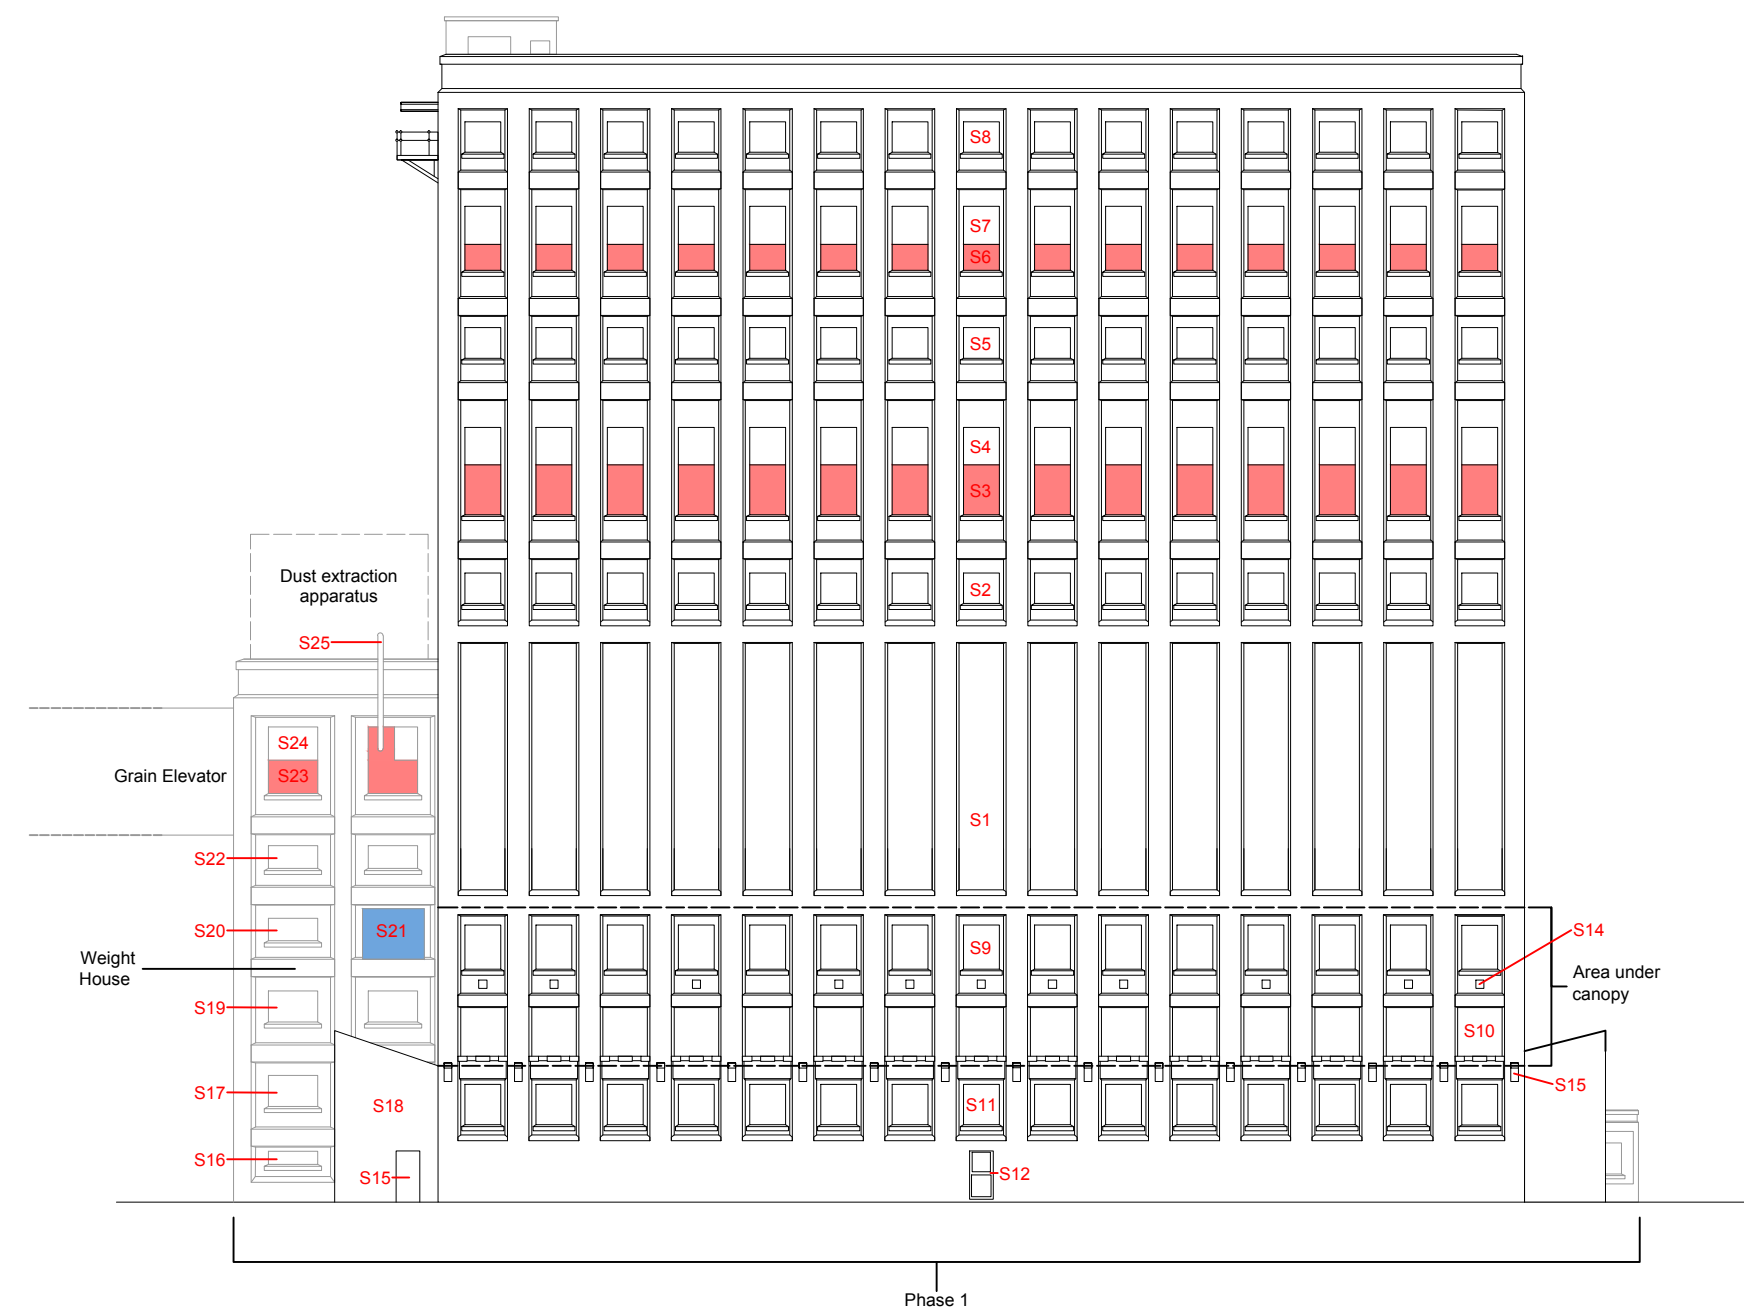 S8
S7
S6
S5
S4
S3
S2
Dust extraction
apparatus
S25
S24
S23
Grain Elevator
S1
S22
S20
S21
S9
S14
Weight
House
Area under
canopy
S19
S10
S17
S18
S11
S15
S16
S15
S12
Phase 1